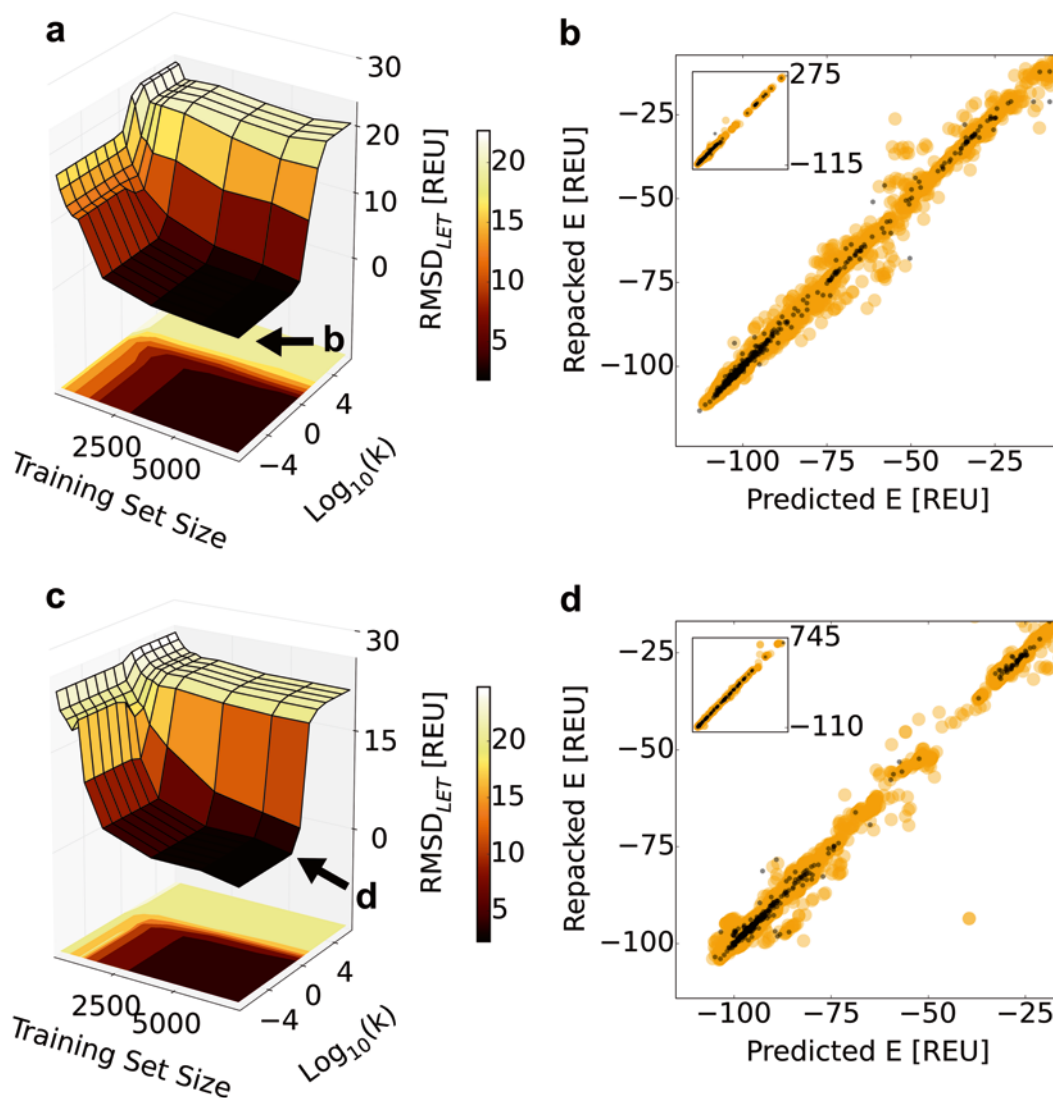 a
30
20
10
0
RMSD_LET [REU]
20
15
10
5
b
4
0
−4
2500
5000
Training Set Size
Log₁₀(k)
b
275
−115
−25
−50
−75
−100
Repacked E [REU]
−100 −75 −50 −25
Predicted E [REU]
c
30
15
0
RMSD_LET [REU]
20
15
10
5
d
4
0
−4
2500
5000
Training Set Size
Log₁₀(k)
d
745
−110
−25
−50
−75
−100
Repacked E [REU]
−100 −75 −50 −25
Predicted E [REU]